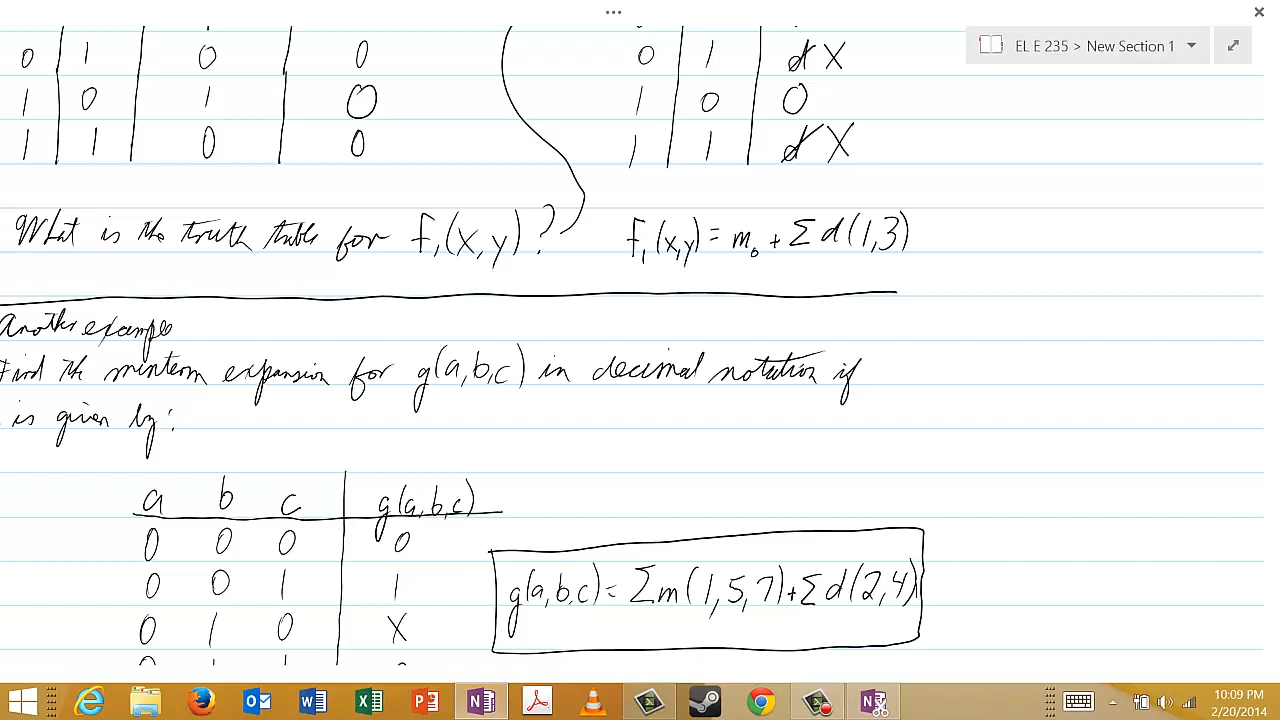 EL E 235 > New Section 1
0 1 0 0
1 0 1 0
1 1 0 0
0 1 d X
1 0 0
1 1 d X
What is the truth table for f₁(x,y)?
f₁(x,y) = m₀ + Σd(1,3)
Another example
Find the minterm expansion for g(a,b,c) in decimal notation if
is given by:
a b c g(a,b,c)
0 0 0 0
0 0 1 1
0 1 0 X
g(a,b,c) = Σm(1,5,7)+Σd(2,4)
10:09 PM
2/20/2014